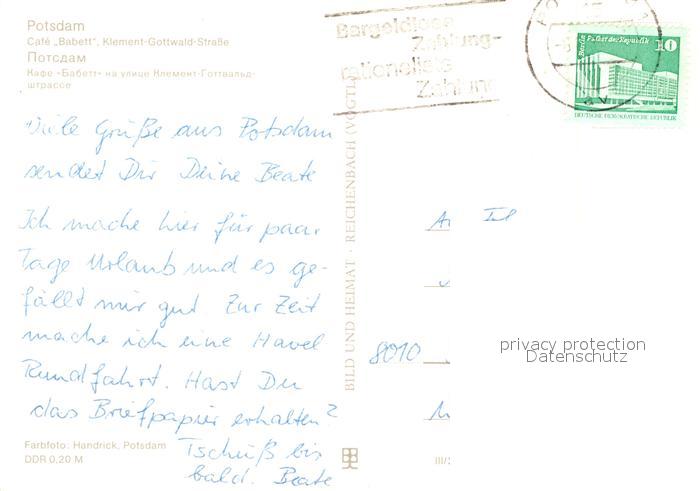 Potsdam
Café „Babett“, Klement-Gottwald-Straße
Потсдам
Кафе «Бабетт» на улице Клемент-Готтвальд-
штрассе
Viele Grüße aus Potsdam
sendet Dir Deine Beate
Ich mache hier für paar
Tage Urlaub und es ge-
fällt mir gut Zur Zeit
mache ich eine Havel
Rundfahrt. Hast Du
das Briefpapier erhalten?
Tschüß bis
bald. Beate
Farbfoto: Handrick, Potsdam
DDR 0,20 M
BILD UND HEIMAT · REICHENBACH (VOGTL
III/
Bargeldlose
Zahlung-
rationellste
Zahlung
Berlin Palast der Republik
10
DEUTSCHE DEMOKRATISCHE REPUBLIK
8010
privacy protection
Datenschutz